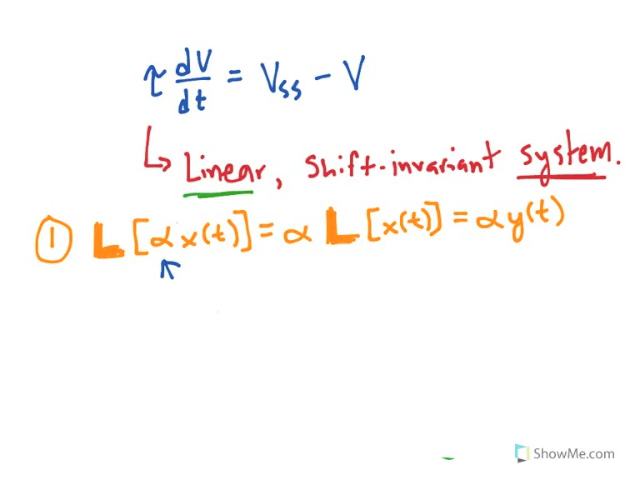 τ dV/dt = Vss - V
↳ Linear, Shift-invariant system.
① L[αx(t)] = α L[x(t)] = αy(t)
ShowMe.com